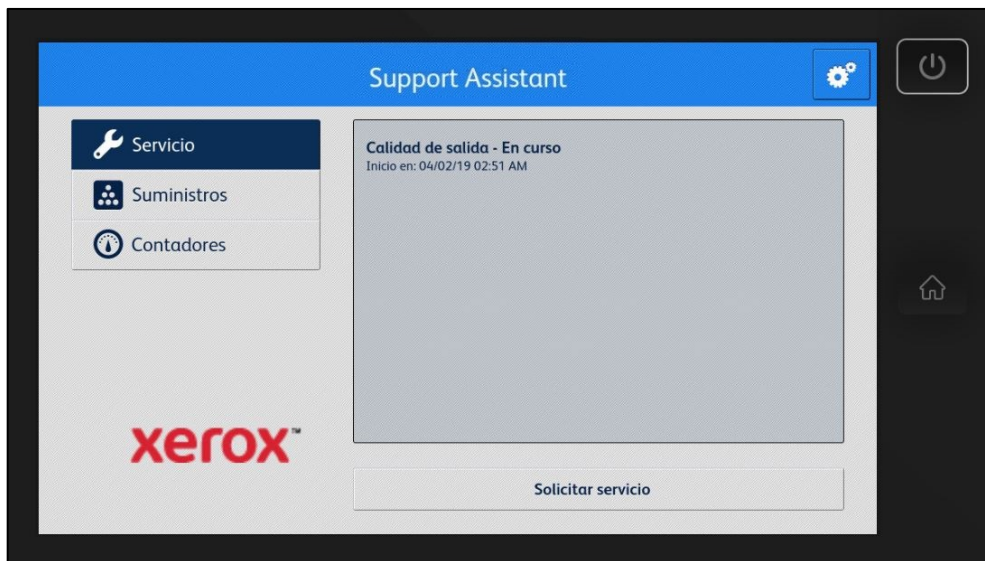 Support Assistant
Servicio
Suministros
Contadores
Calidad de salida - En curso
Inicio en: 04/02/19 02:51 AM
xerox™
Solicitar servicio